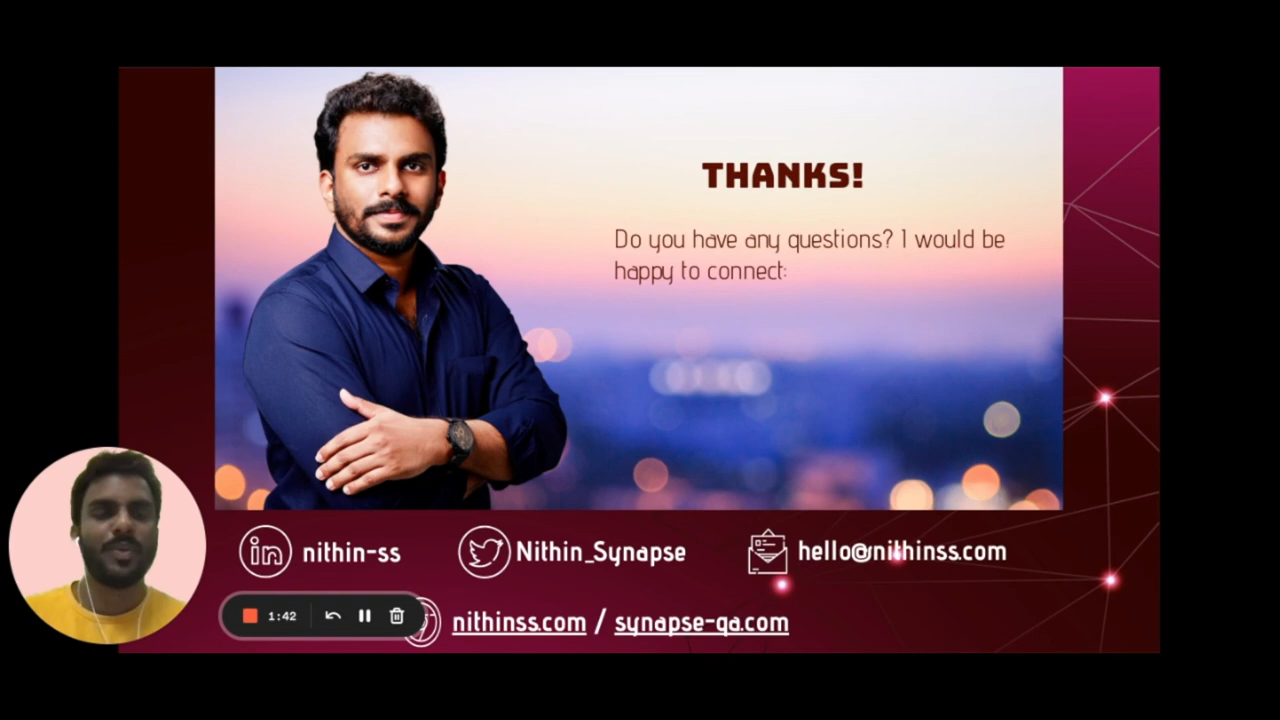 THANKS!
Do you have any questions? I would be
happy to connect:
in nithin-ss
Nithin_Synapse
hello@nithinss.com
1:42
nithinss.com / synapse-qa.com